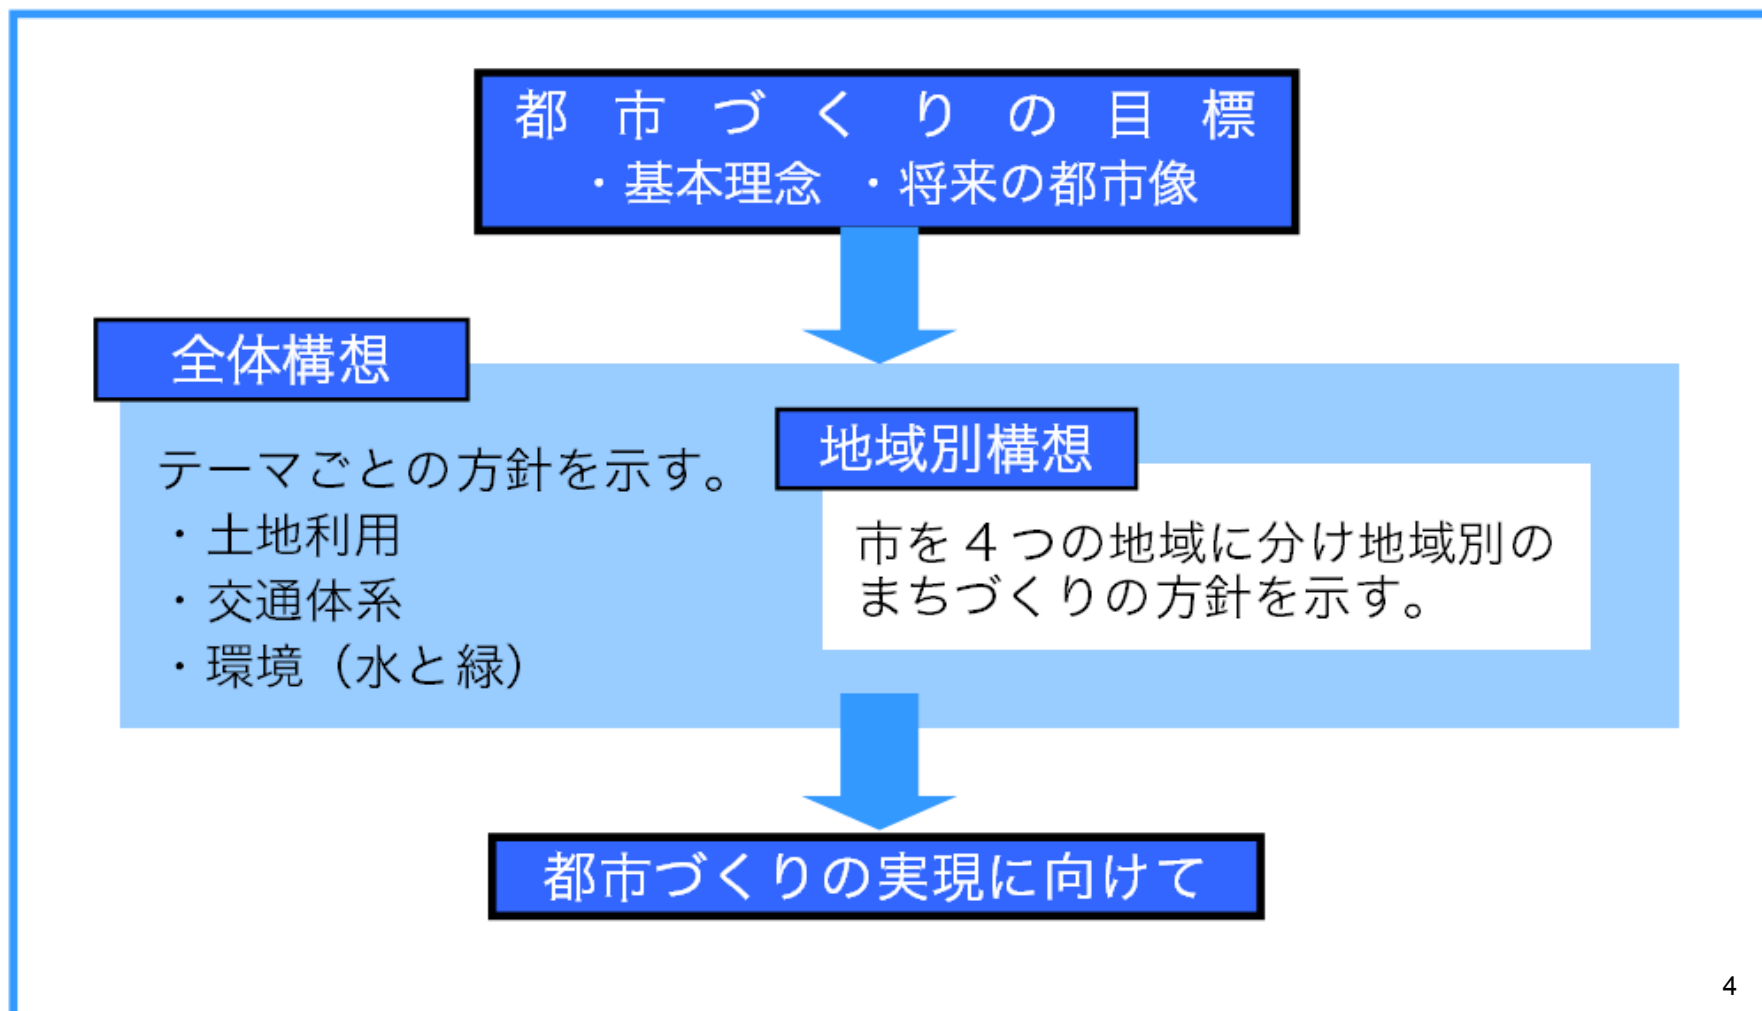 都市づくりの目標
・基本理念 ・将来の都市像
全体構想
テーマごとの方針を示す。
・土地利用
・交通体系
・環境（水と緑）
地域別構想
市を４つの地域に分け地域別の
まちづくりの方針を示す。
都市づくりの実現に向けて
4